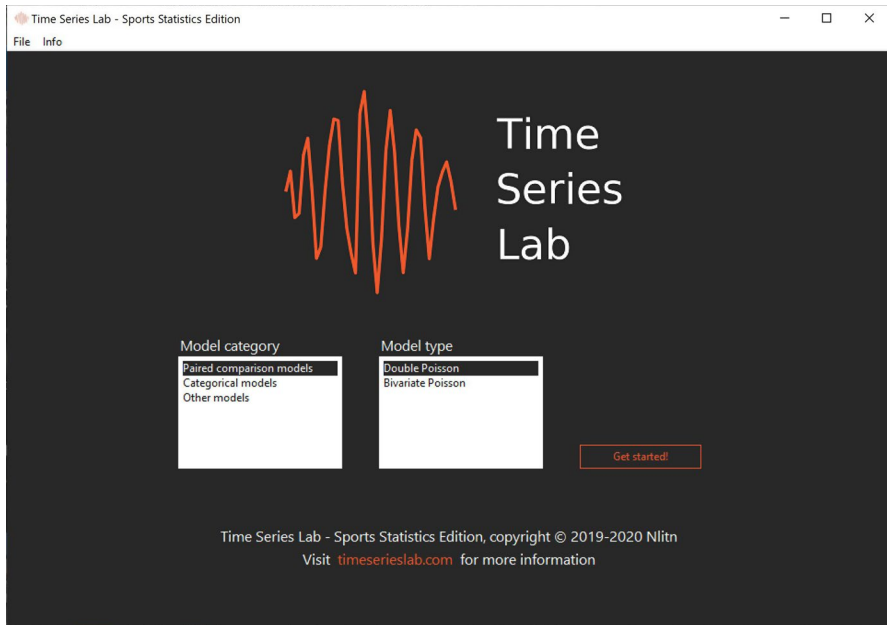 Time Series Lab - Sports Statistics Edition
File Info
Time
Series
Lab
Model category
Paired comparison models
Categorical models
Other models
Model type
Double Poisson
Bivariate Poisson
Get started!
Time Series Lab - Sports Statistics Edition, copyright © 2019-2020 Nlitn
Visit timeserieslab.com for more information